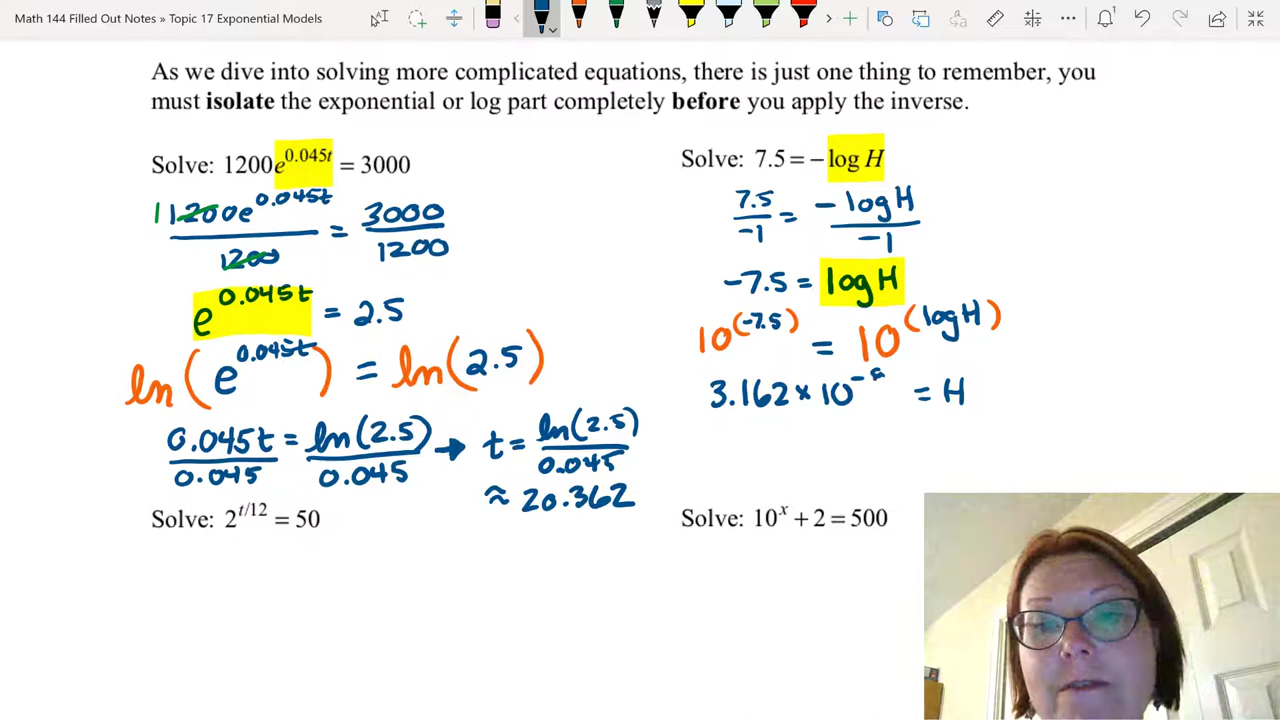 Math 144 Filled Out Notes » Topic 17 Exponential Models
As we dive into solving more complicated equations, there is just one thing to remember, you
must isolate the exponential or log part completely before you apply the inverse.
Solve: 1200e^{0.045t} = 3000
1 1200e^{0.045t} / 1200 = 3000 / 1200
e^{0.045t} = 2.5
ln(e^{0.045t}) = ln(2.5)
0.045t / 0.045 = ln(2.5) / 0.045 → t = ln(2.5) / 0.045
≈ 20.362
Solve: 7.5 = − log H
7.5 / -1 = - log H / -1
-7.5 = log H
10^(-7.5) = 10^(log H)
3.162 × 10^- = H
Solve: 2^{t/12} = 50
Solve: 10^x + 2 = 500